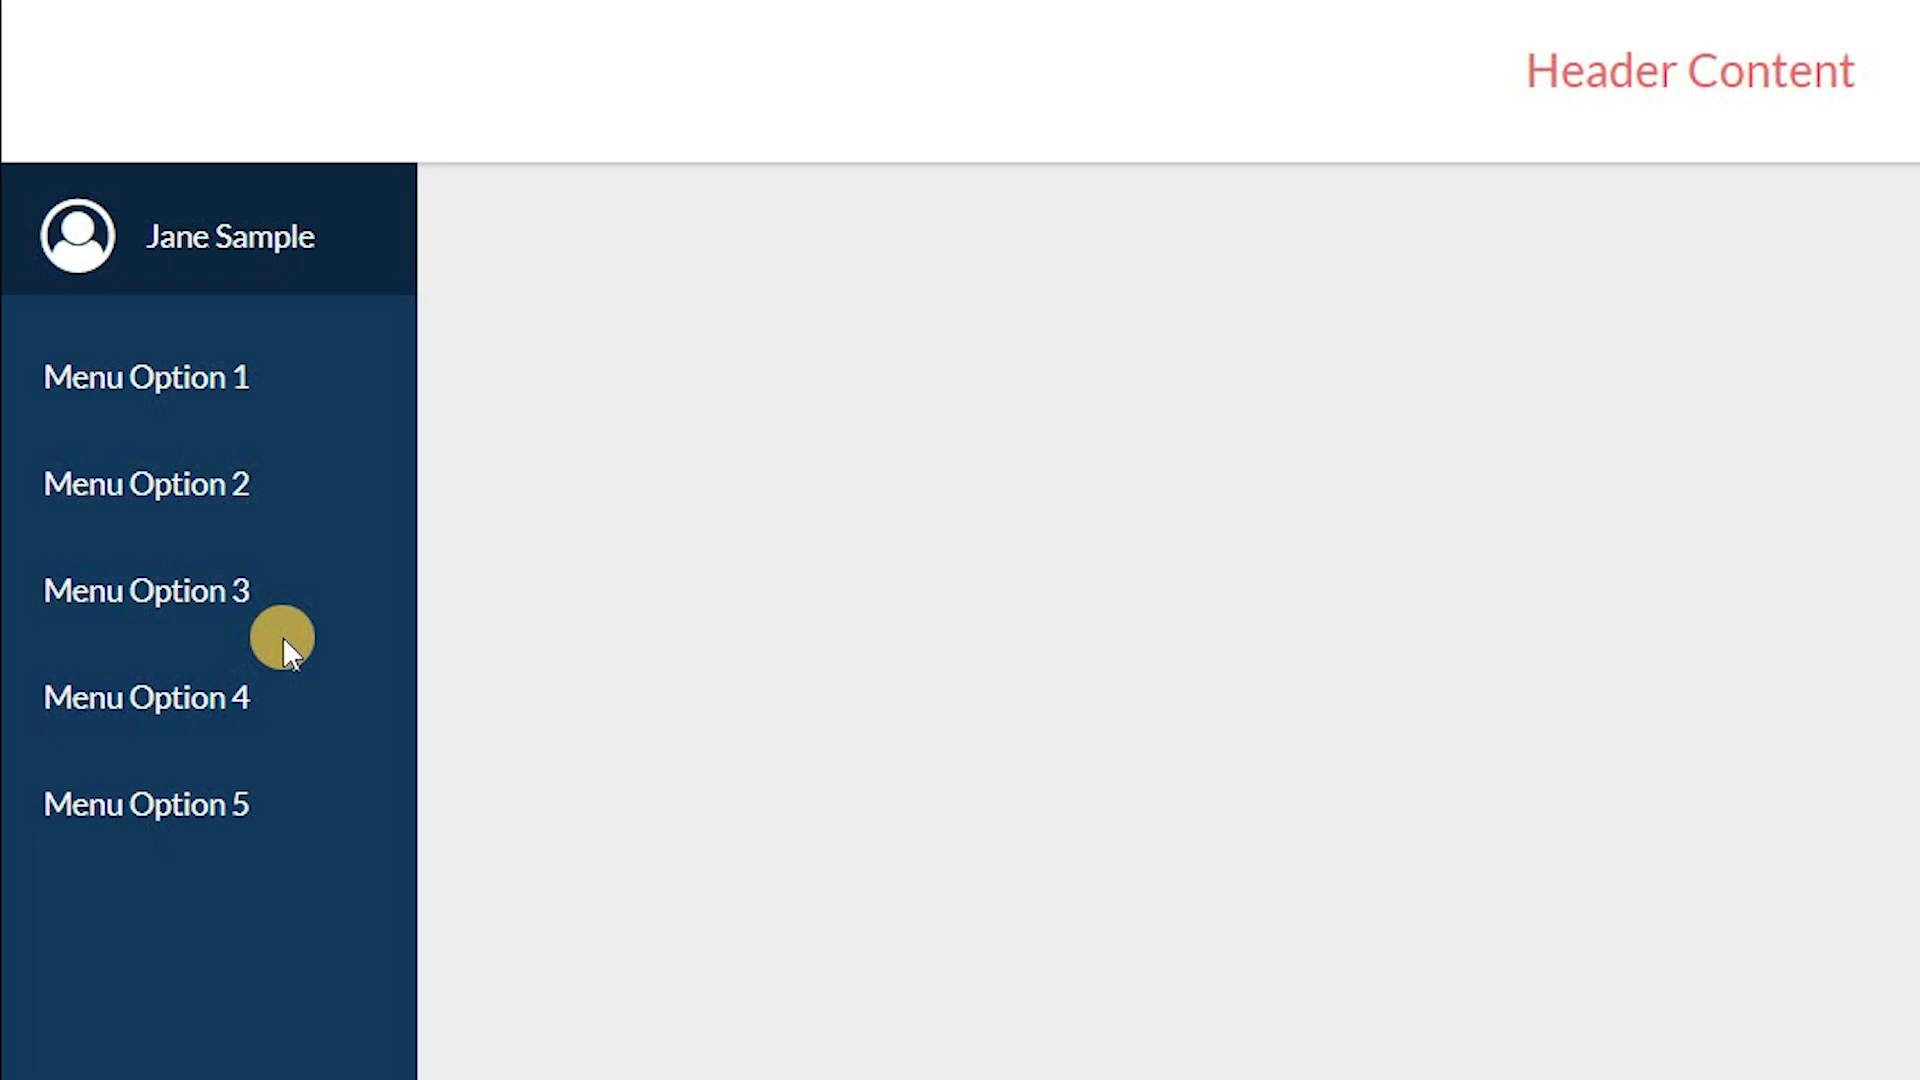 Header Content
Jane Sample
Menu Option 1
Menu Option 2
Menu Option 3
Menu Option 4
Menu Option 5